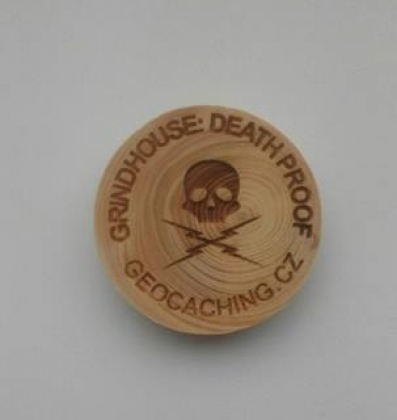 GRINDHOUSE: DEATH PROOF
GEOCACHING.CZ